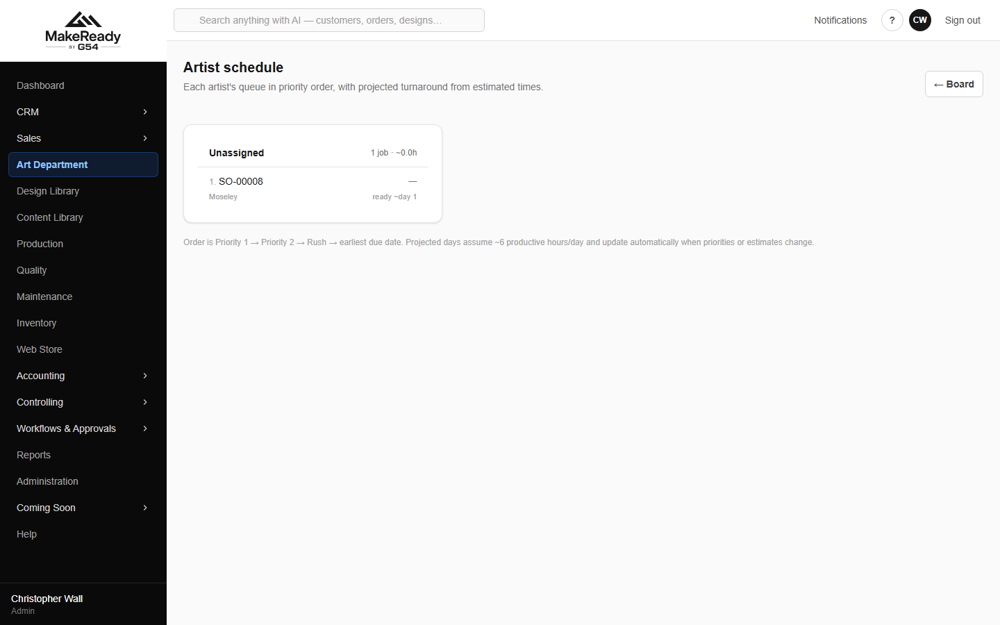 MakeReady
BY G54
Search anything with AI — customers, orders, designs...
Notifications
?
CW
Sign out
Dashboard
CRM
Sales
Art Department
Design Library
Content Library
Production
Quality
Maintenance
Inventory
Web Store
Accounting
Controlling
Workflows & Approvals
Reports
Administration
Coming Soon
Help
Christopher Wall
Admin
Artist schedule
Each artist's queue in priority order, with projected turnaround from estimated times.
← Board
Unassigned 1 job · ~0.0h
1. SO-00008 —
Moseley ready ~day 1
Order is Priority 1 → Priority 2 → Rush → earliest due date. Projected days assume ~6 productive hours/day and update automatically when priorities or estimates change.